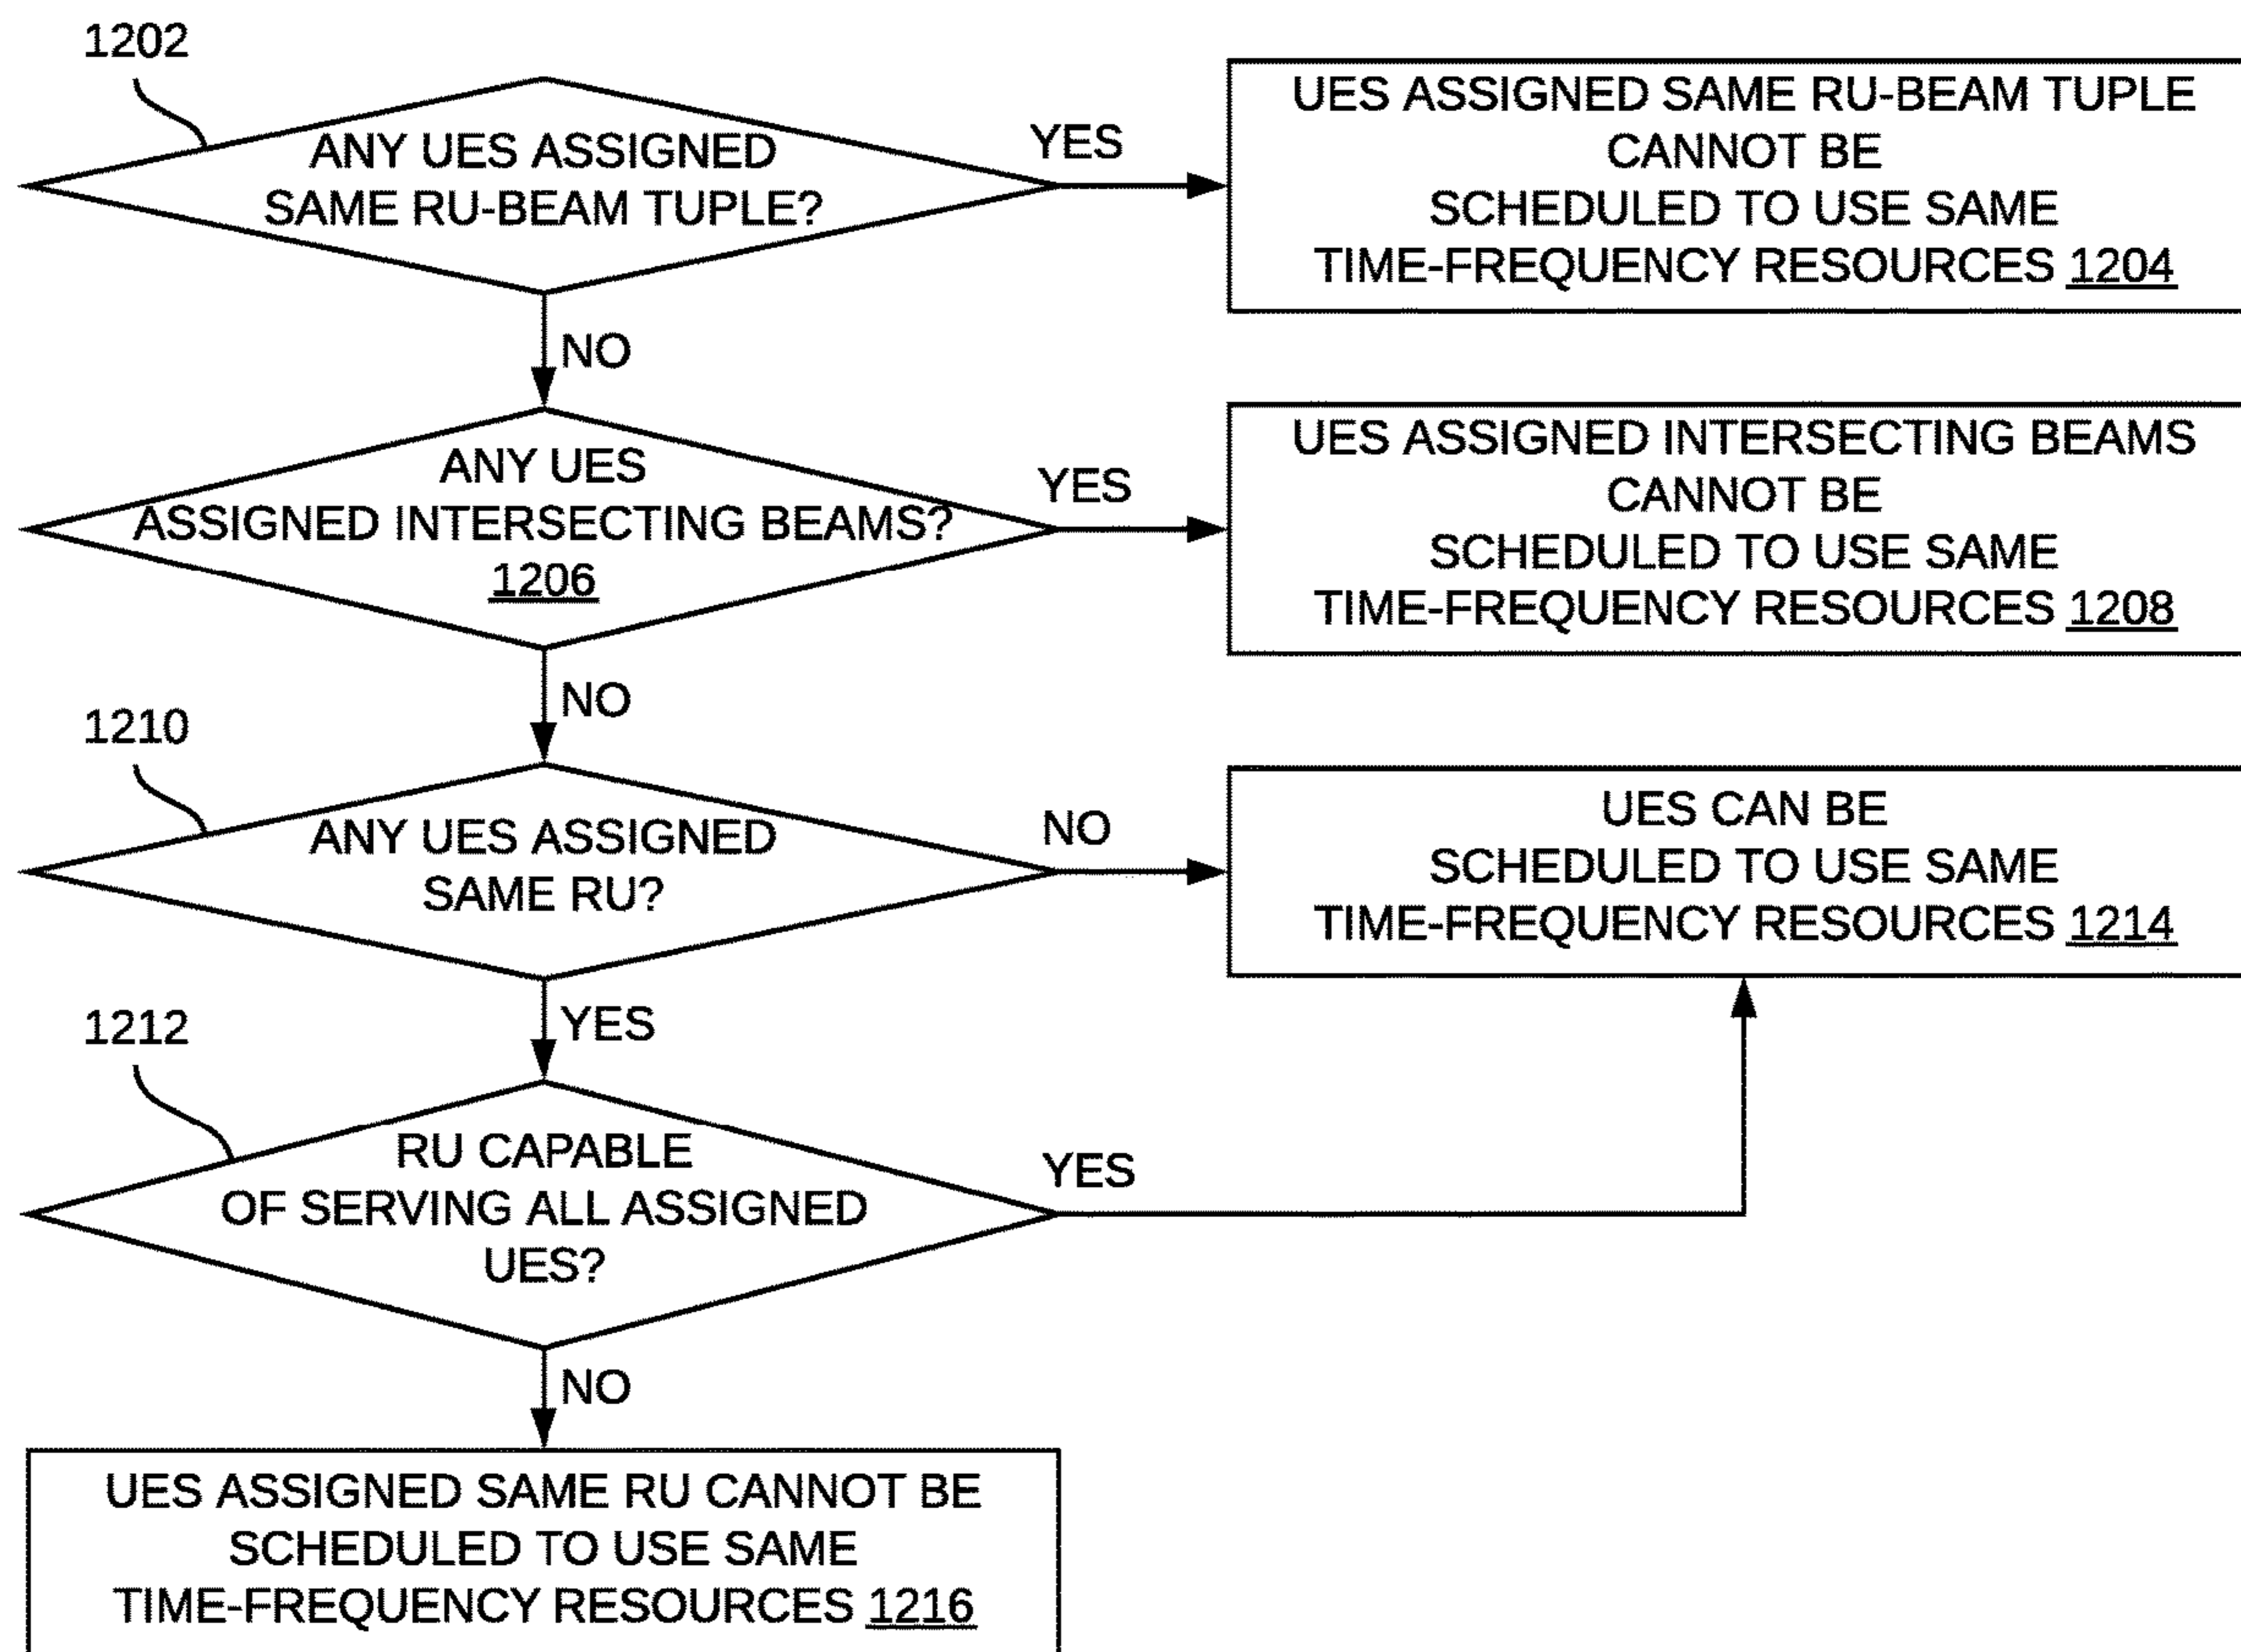 1202
ANY UES ASSIGNED
SAME RU-BEAM TUPLE?
YES
UES ASSIGNED SAME RU-BEAM TUPLE
CANNOT BE
SCHEDULED TO USE SAME
TIME-FREQUENCY RESOURCES 1204
NO
ANY UES
ASSIGNED INTERSECTING BEAMS?
1206
YES
UES ASSIGNED INTERSECTING BEAMS
CANNOT BE
SCHEDULED TO USE SAME
TIME-FREQUENCY RESOURCES 1208
NO
1210
ANY UES ASSIGNED
SAME RU?
NO
UES CAN BE
SCHEDULED TO USE SAME
TIME-FREQUENCY RESOURCES 1214
YES
1212
RU CAPABLE
OF SERVING ALL ASSIGNED
UES?
YES
NO
UES ASSIGNED SAME RU CANNOT BE
SCHEDULED TO USE SAME
TIME-FREQUENCY RESOURCES 1216